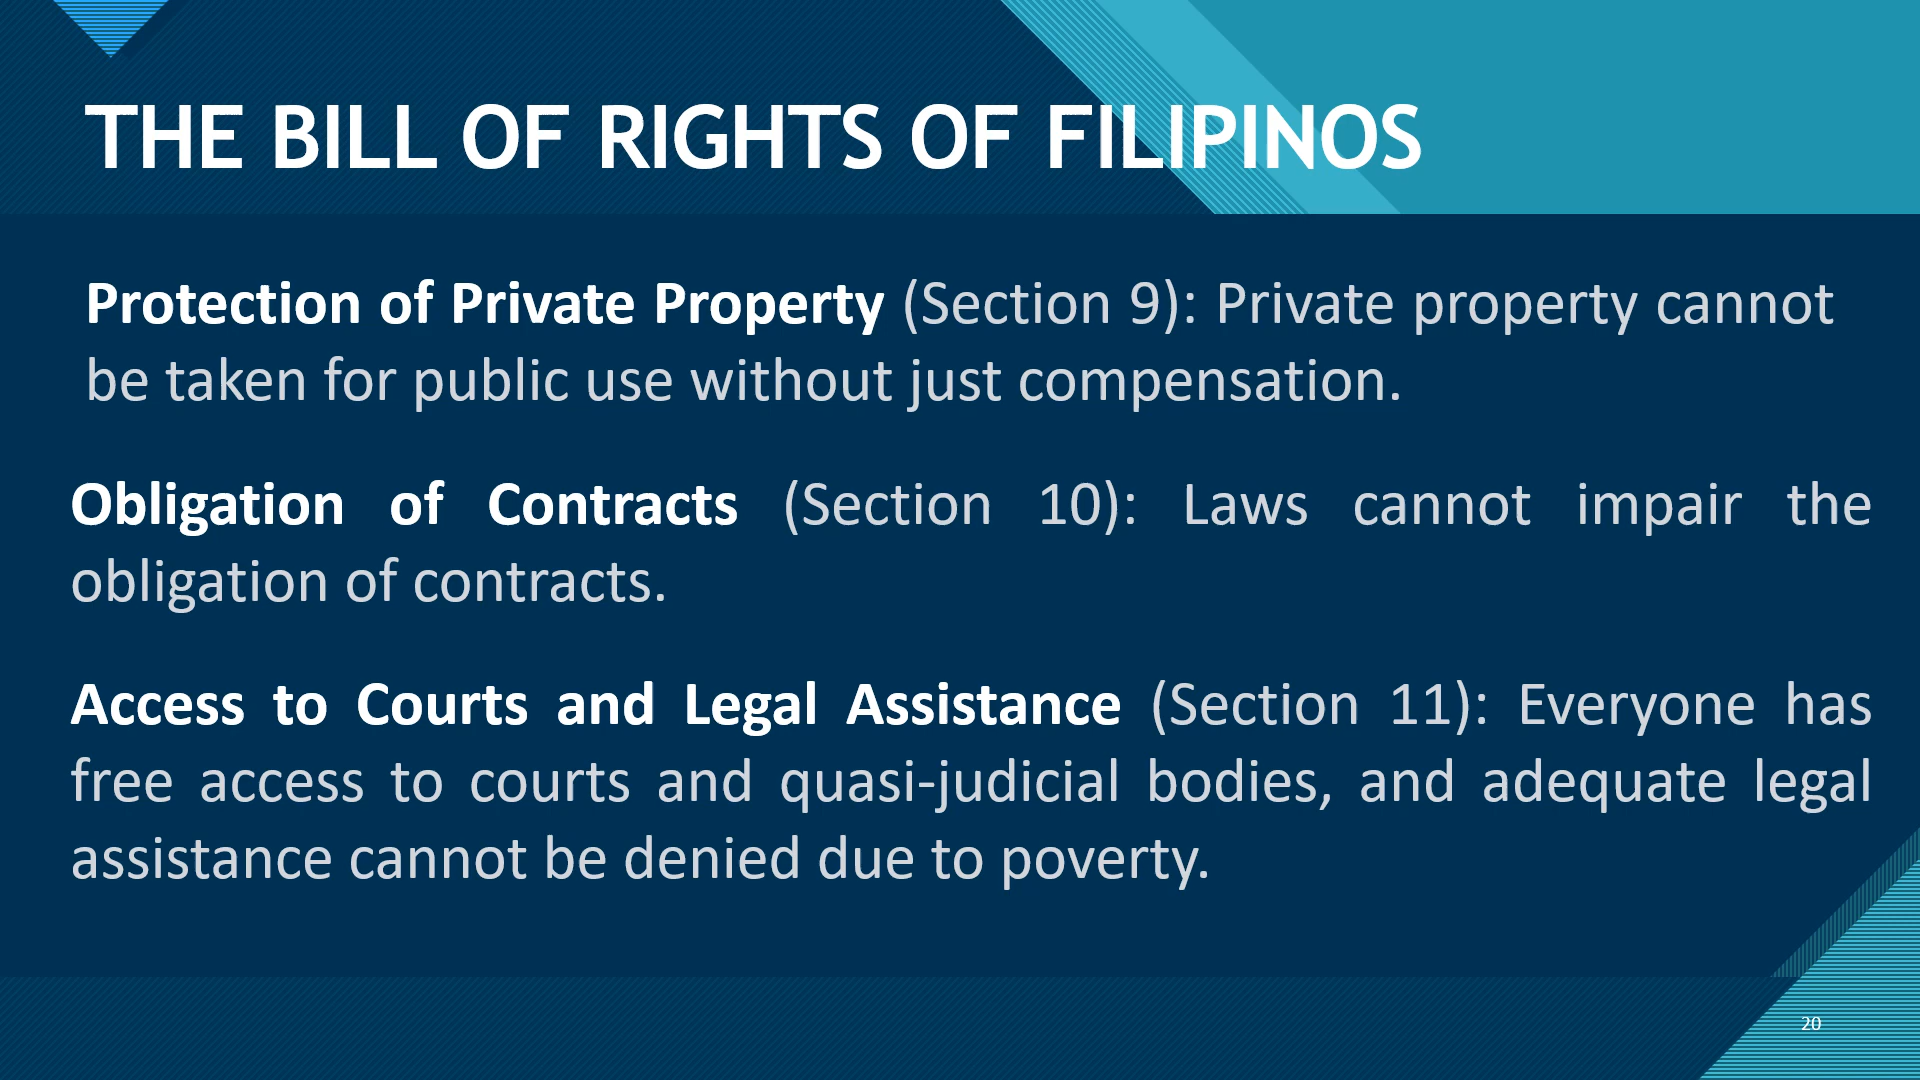 THE BILL OF RIGHTS OF FILIPINOS
Protection of Private Property (Section 9): Private property cannot
be taken for public use without just compensation.
Obligation of Contracts (Section 10): Laws cannot impair the
obligation of contracts.
Access to Courts and Legal Assistance (Section 11): Everyone has
free access to courts and quasi-judicial bodies, and adequate legal
assistance cannot be denied due to poverty.
20